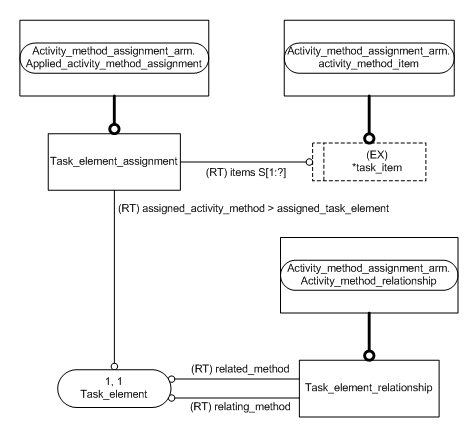 Activity_method_assignment_arm.
Applied_activity_method_assignment
Activity_method_assignment_arm.
activity_method_item
Task_element_assignment
(RT) items S[1:?]
(EX)
*task_item
(RT) assigned_activity_method > assigned_task_element
Activity_method_assignment_arm.
Activity_method_relationship
1, 1
Task_element
(RT) related_method
(RT) relating_method
Task_element_relationship